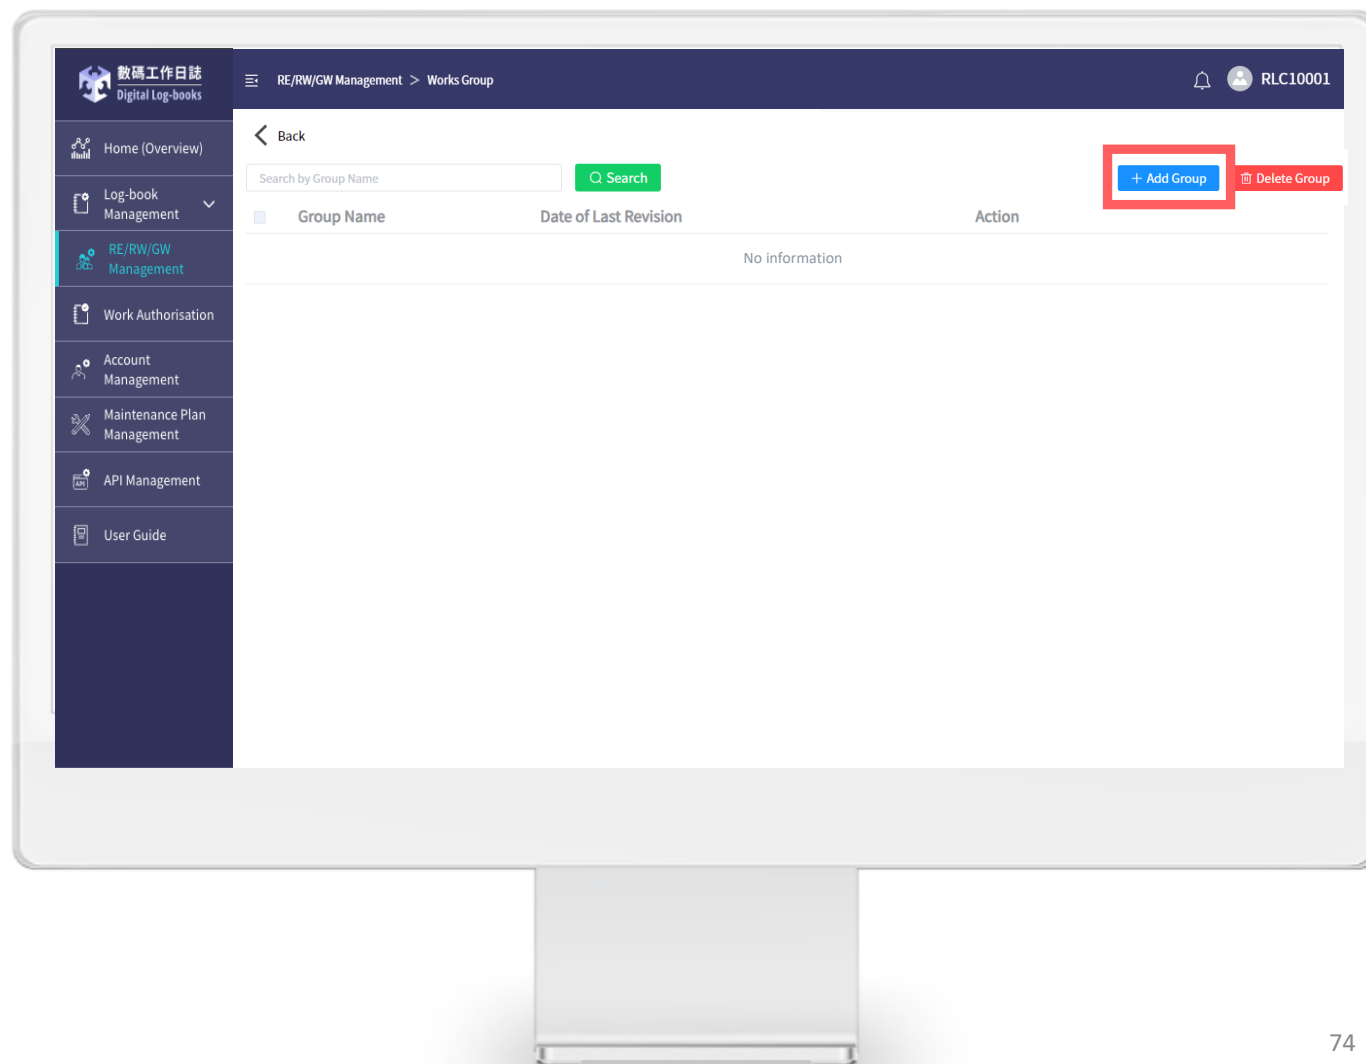 數碼工作日誌
Digital Log-books
RE/RW/GW Management > Works Group
RLC10001
Home (Overview)
Log-book
Management
RE/RW/GW
Management
Work Authorisation
Account
Management
Maintenance Plan
Management
API
API Management
User Guide
Back
Search by Group Name
Search
+ Add Group
Delete Group
Group Name
Date of Last Revision
Action
No information
74